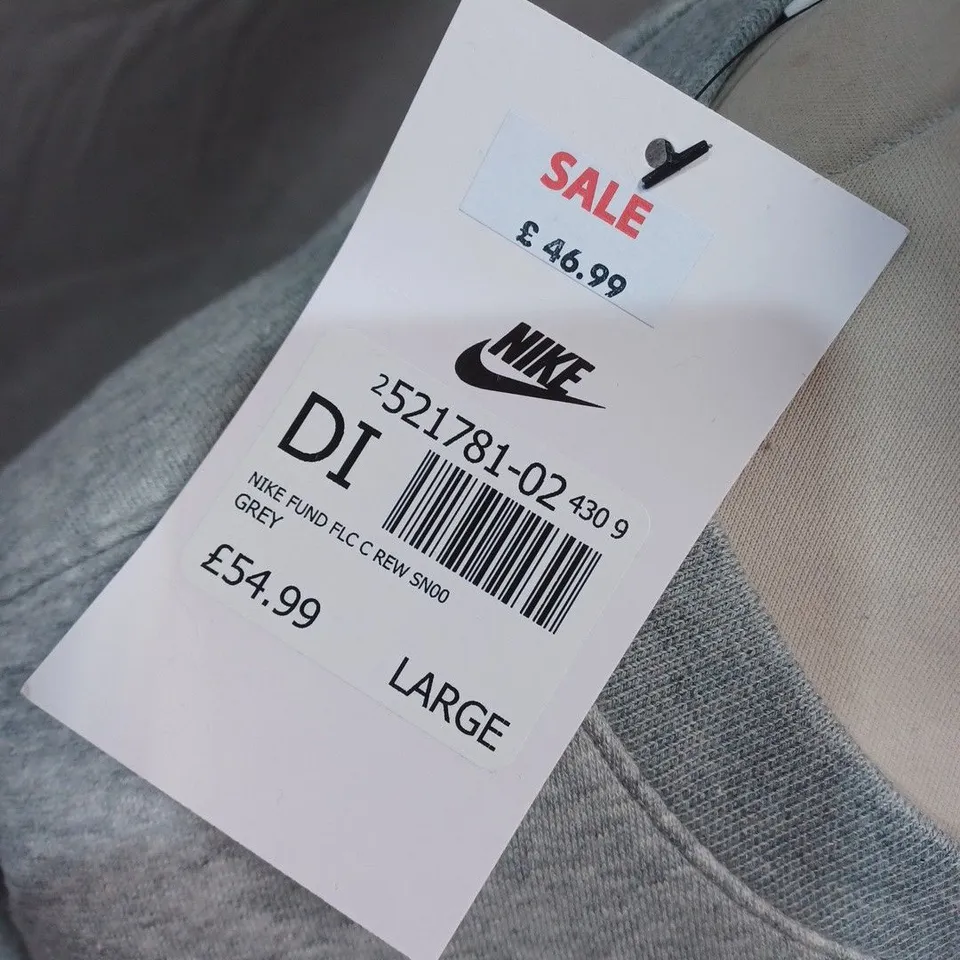 SALE
£ 46.99
NIKE
2521781-02 430 9
DI
NIKE FUND FLC C REW SN00
GREY
£54.99
LARGE